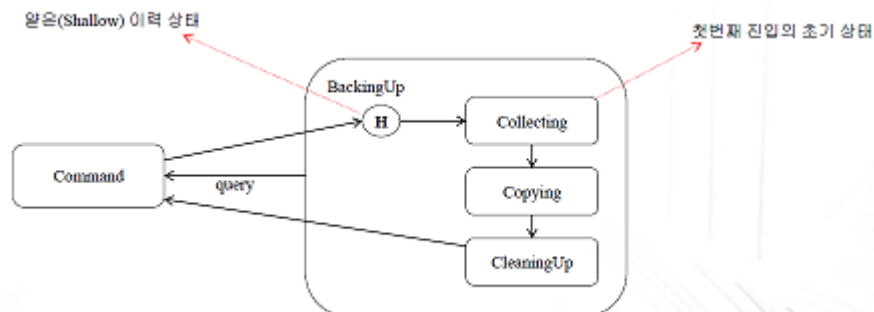 얕은(Shallow) 이력 상태
첫번째 진입의 초기 상태
BackingUp
H
Collecting
Command
query
Copying
CleaningUp